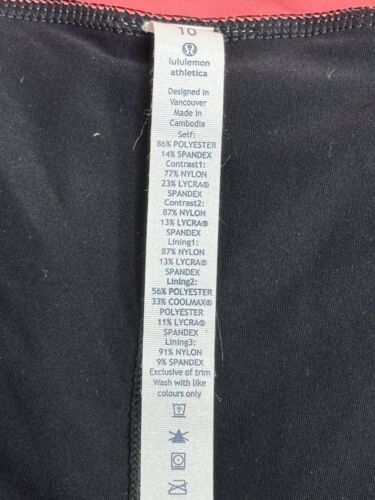 10
lululemon
athletica
Designed in
Vancouver
Made in
Cambodia
Self:
86% POLYESTER
14% SPANDEX
Contrast1:
77% NYLON
23% LYCRA®
SPANDEX
Contrast2:
87% NYLON
13% LYCRA®
SPANDEX
Lining1:
87% NYLON
13% LYCRA®
SPANDEX
Lining2:
56% POLYESTER
33% COOLMAX®
POLYESTER
11% LYCRA®
SPANDEX
Lining3:
91% NYLON
9% SPANDEX
Exclusive of trim
Wash with like
colours only